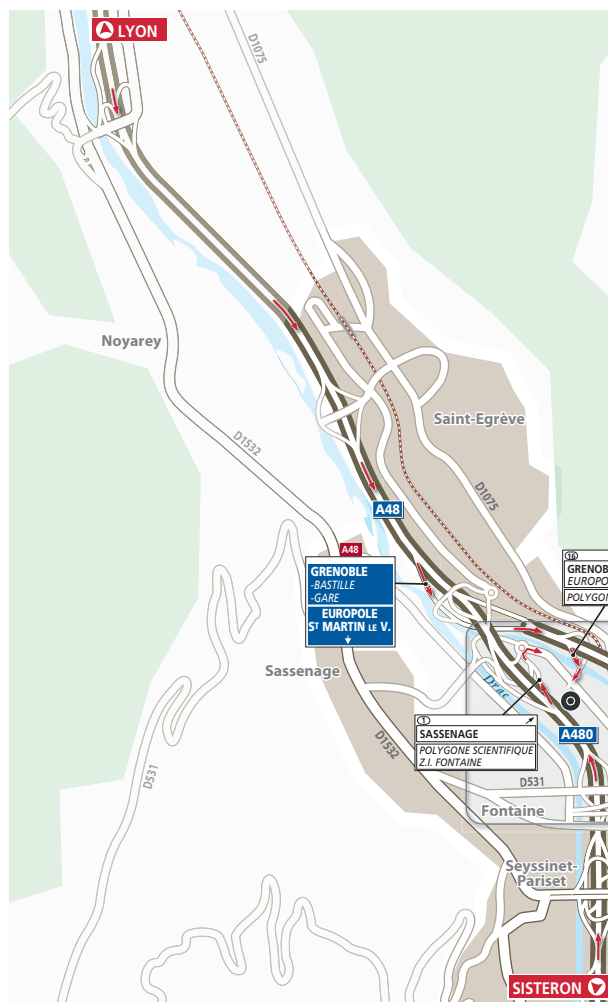 LYON
D1075
Noyarey
D1532
Saint-Egrève
D1075
A48
A48
GRENOBLE
-BASTILLE
-GARE
EUROPOLE
ST MARTIN LE V.
16
GRENOB
EUROPO
POLYGON
Sassenage
Drac
1
SASSENAGE
POLYGONE SCIENTIFIQUE
Z.I. FONTAINE
A480
D1532
D531
D531
Fontaine
Seyssinet-
Pariset
SISTERON